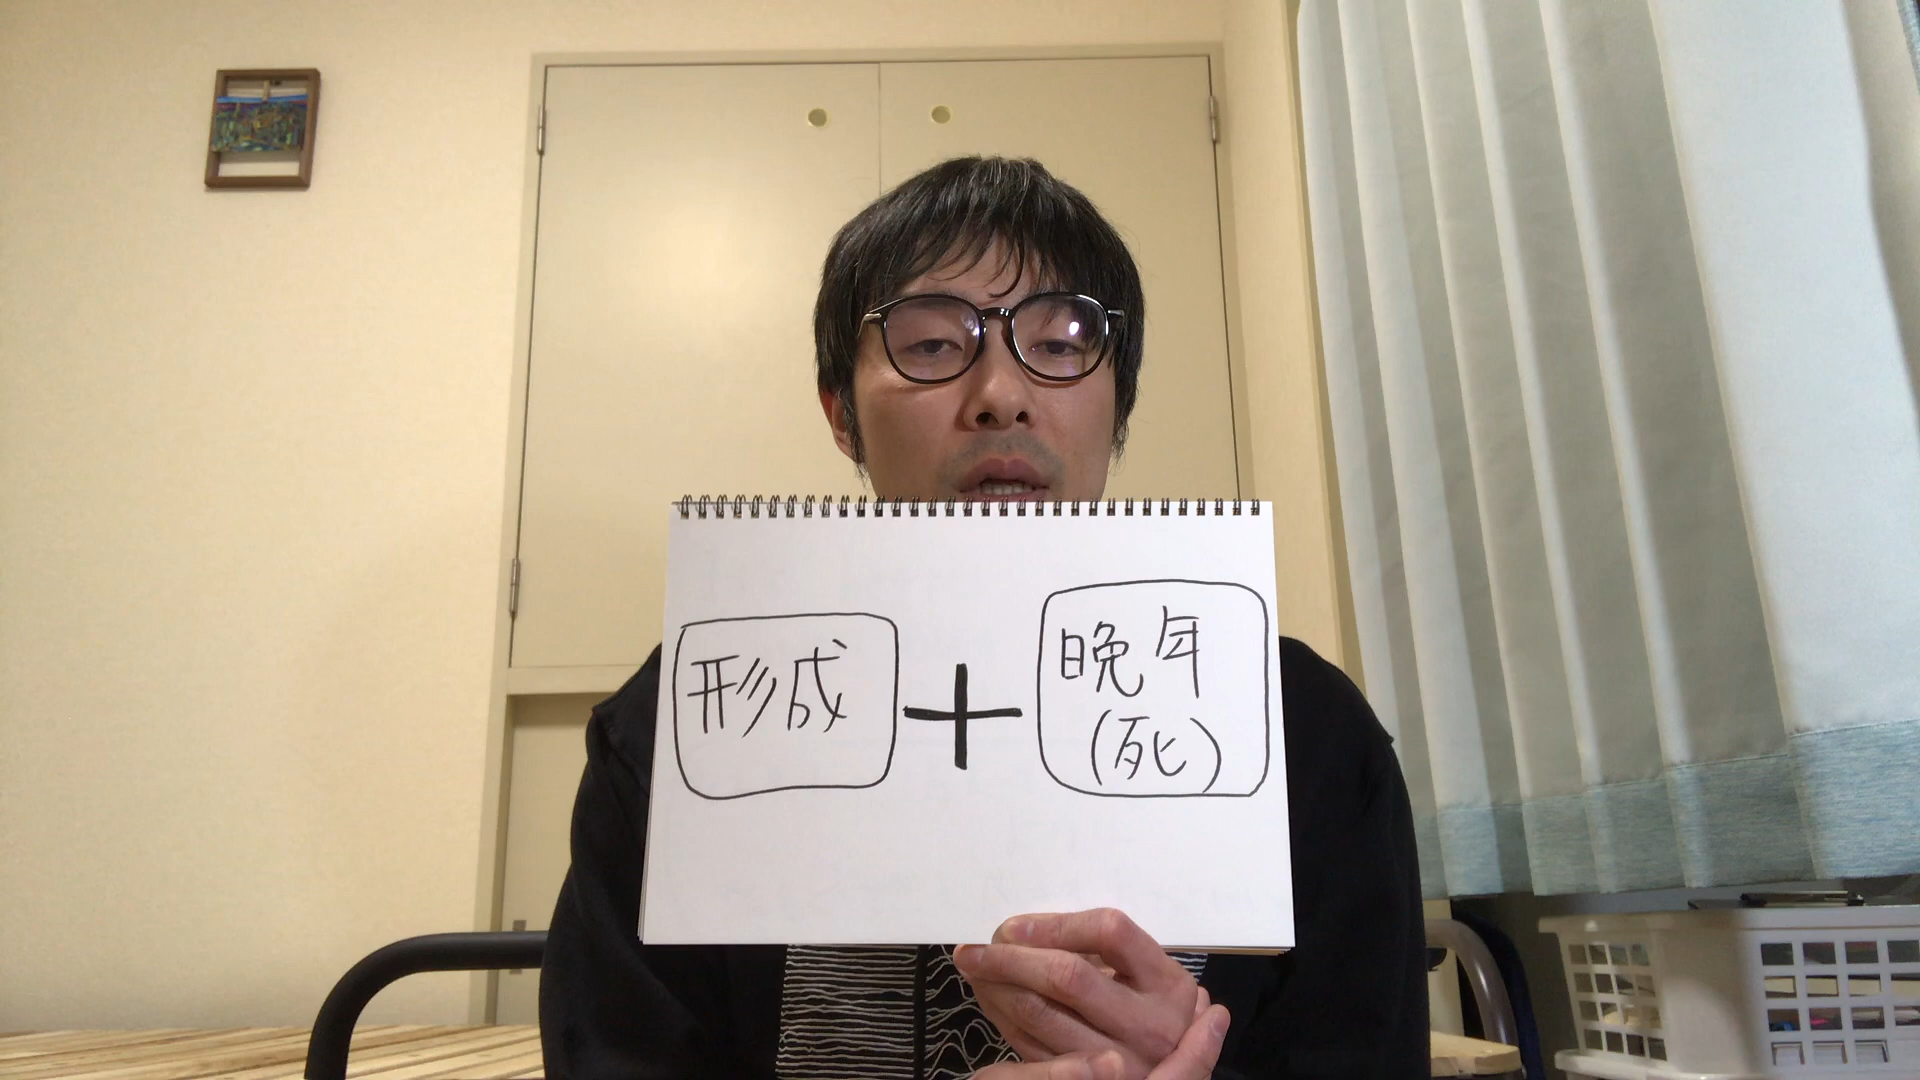 形成 + 晩年
(死)